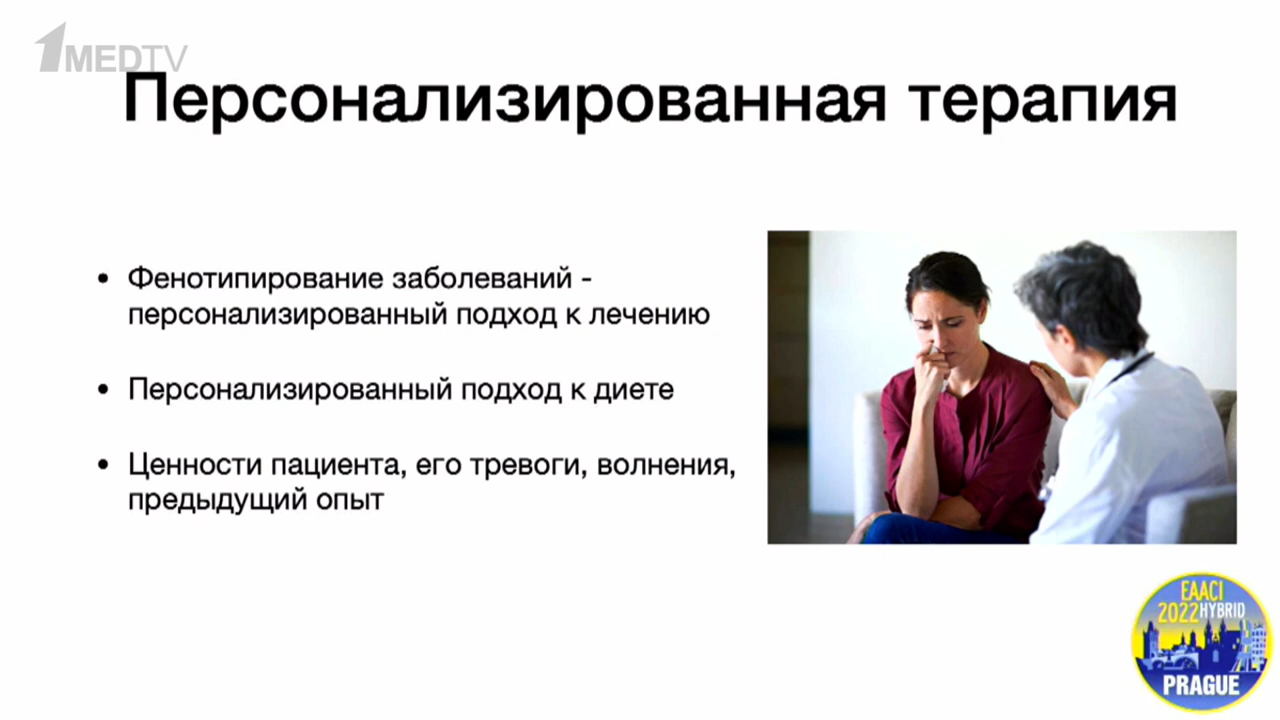 1MEDTV
Персонализированная терапия
• Фенотипирование заболеваний -
персонализированный подход к лечению
• Персонализированный подход к диете
• Ценности пациента, его тревоги, волнения,
предыдущий опыт
EAACI
2022 HYBRID
PRAGUE